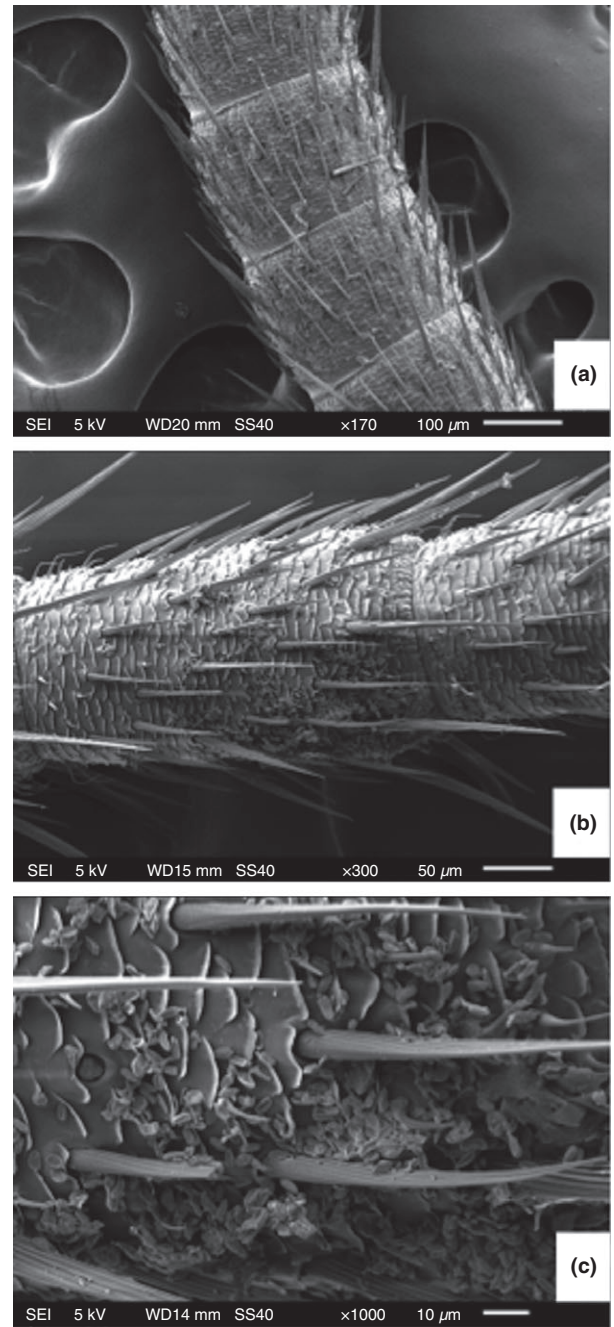 (a)
SEI 5 kV WD20 mm SS40 ×170 100 µm
(b)
SEI 5 kV WD15 mm SS40 ×300 50 µm
(c)
SEI 5 kV WD14 mm SS40 ×1000 10 µm